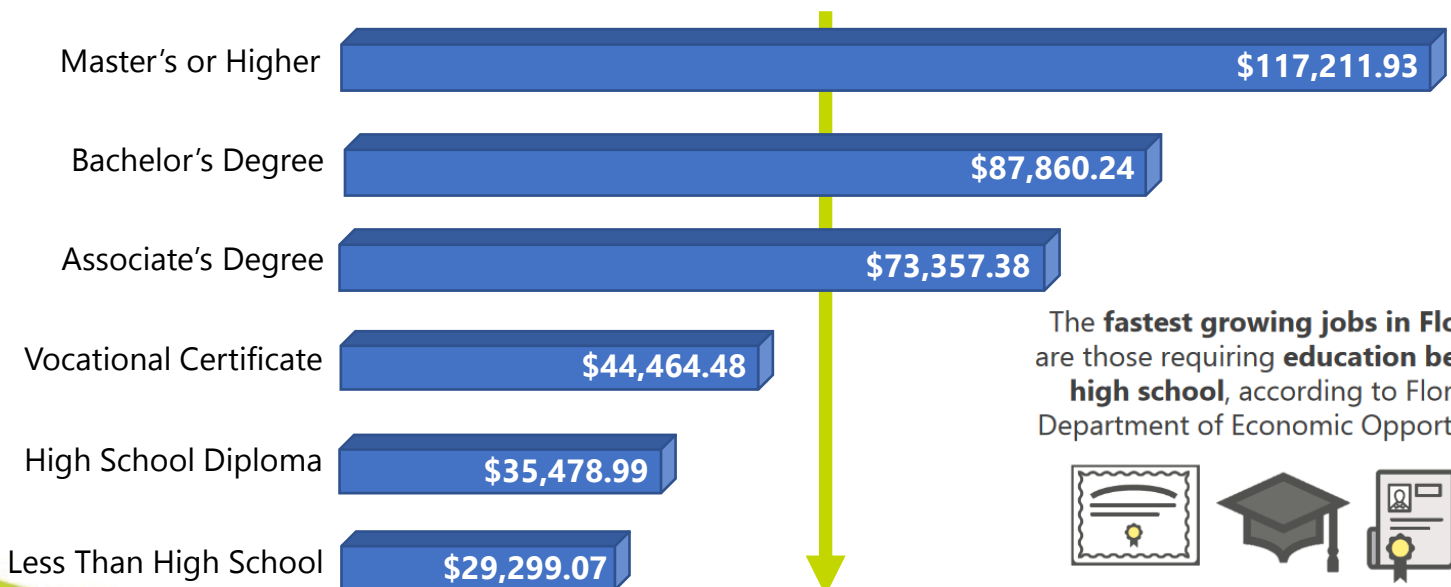 Master's or Higher
$117,211.93
Bachelor's Degree
$87,860.24
Associate's Degree
$73,357.38
Vocational Certificate
$44,464.48
High School Diploma
$35,478.99
Less Than High School
$29,299.07
The fastest growing jobs in
are those requiring education
high school, according to
Department of Economic